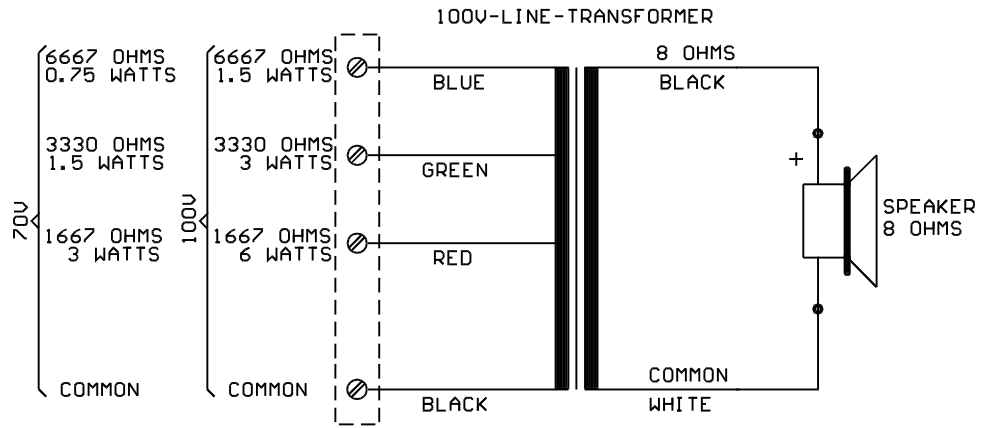 100V-LINE-TRANSFORMER
6667 OHMS
0.75 WATTS
6667 OHMS
1.5 WATTS
BLUE
8 OHMS
BLACK
3330 OHMS
1.5 WATTS
3330 OHMS
3 WATTS
GREEN
+
70V
100V
1667 OHMS
3 WATTS
1667 OHMS
6 WATTS
RED
SPEAKER
8 OHMS
COMMON
COMMON
BLACK
COMMON
WHITE